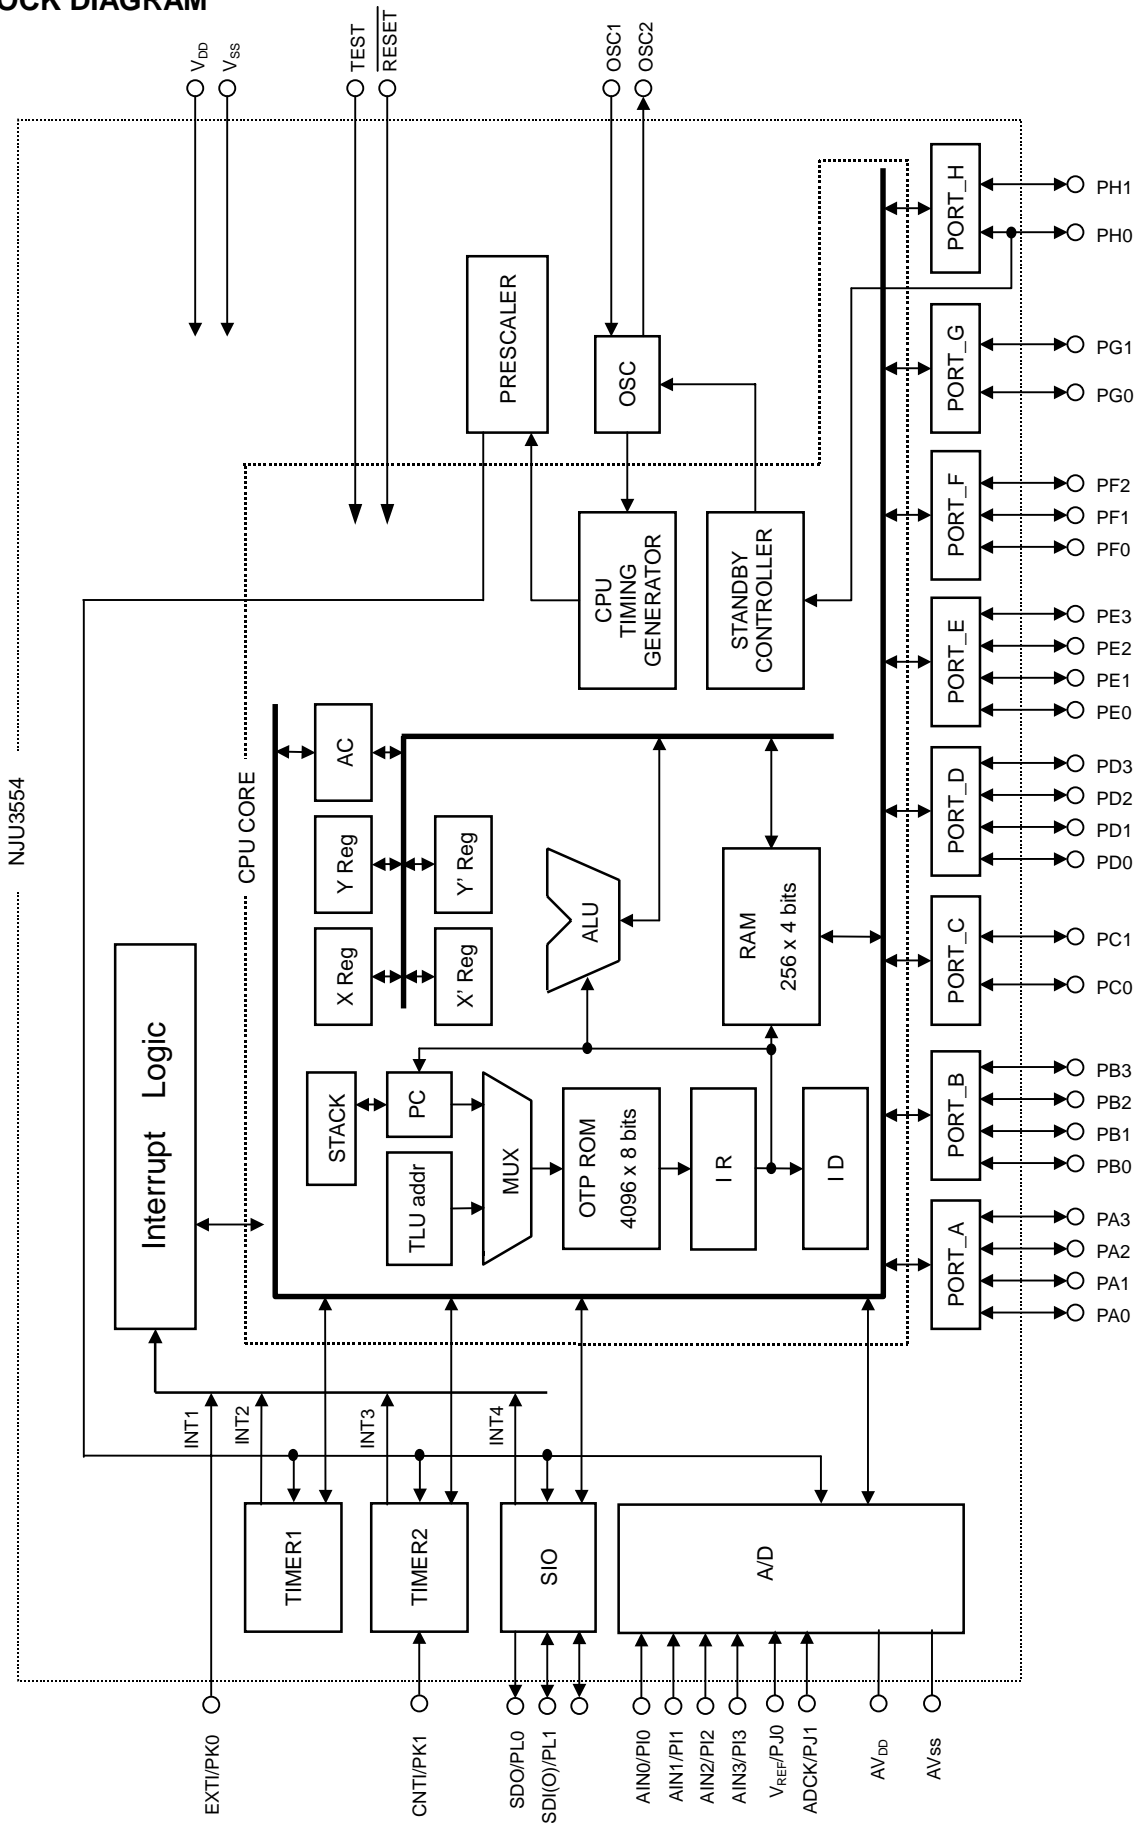 OCK DIAGRAM
NJU3554
V_DD
V_SS
TEST
RESET
OSC1
OSC2
CPU CORE
Interrupt Logic
PRESCALER
OSC
CPU
TIMING
GENERATOR
STANDBY
CONTROLLER
AC
Y Reg
X Reg
Y' Reg
X' Reg
ALU
RAM
256 x 4 bits
STACK
PC
TLU addr
MUX
OTP ROM
4096 x 8 bits
I R
I D
INT1
INT2
INT3
INT4
TIMER1
TIMER2
SIO
A/D
EXTI/PK0
CNTI/PK1
SDO/PL0
SDI(O)/PL1
AIN0/PI0
AIN1/PI1
AIN2/PI2
AIN3/PI3
V_REF/PJ0
ADCK/PJ1
AV_DD
AVss
PORT_H
PH1
PH0
PORT_G
PG1
PG0
PORT_F
PF2
PF1
PF0
PORT_E
PE3
PE2
PE1
PE0
PORT_D
PD3
PD2
PD1
PD0
PORT_C
PC1
PC0
PORT_B
PB3
PB2
PB1
PB0
PORT_A
PA3
PA2
PA1
PA0